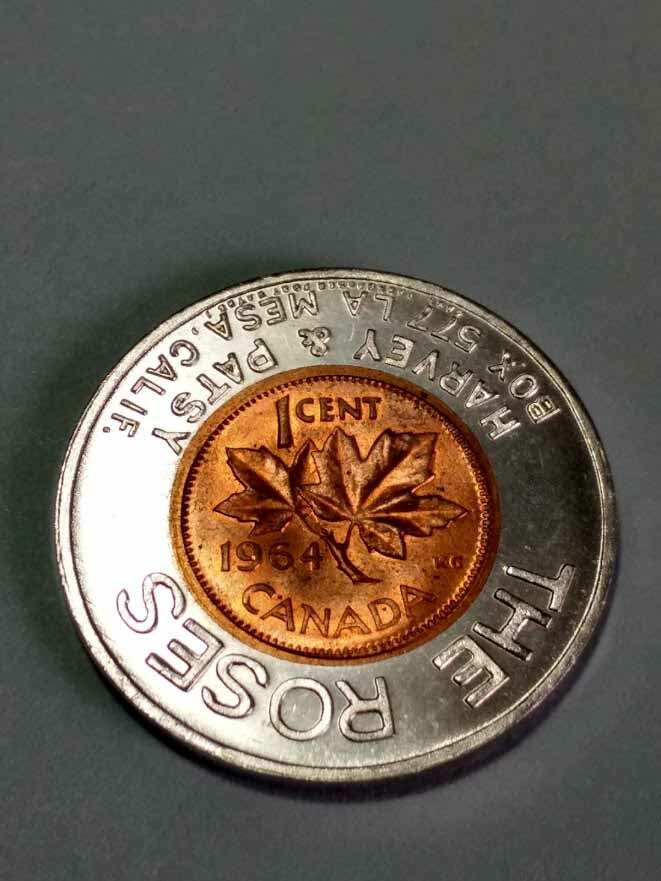 THE ROSES
HARVEY & PATSY
BOX 577 LA MESA, CALIF.
1 CENT
1964
KG
CANADA